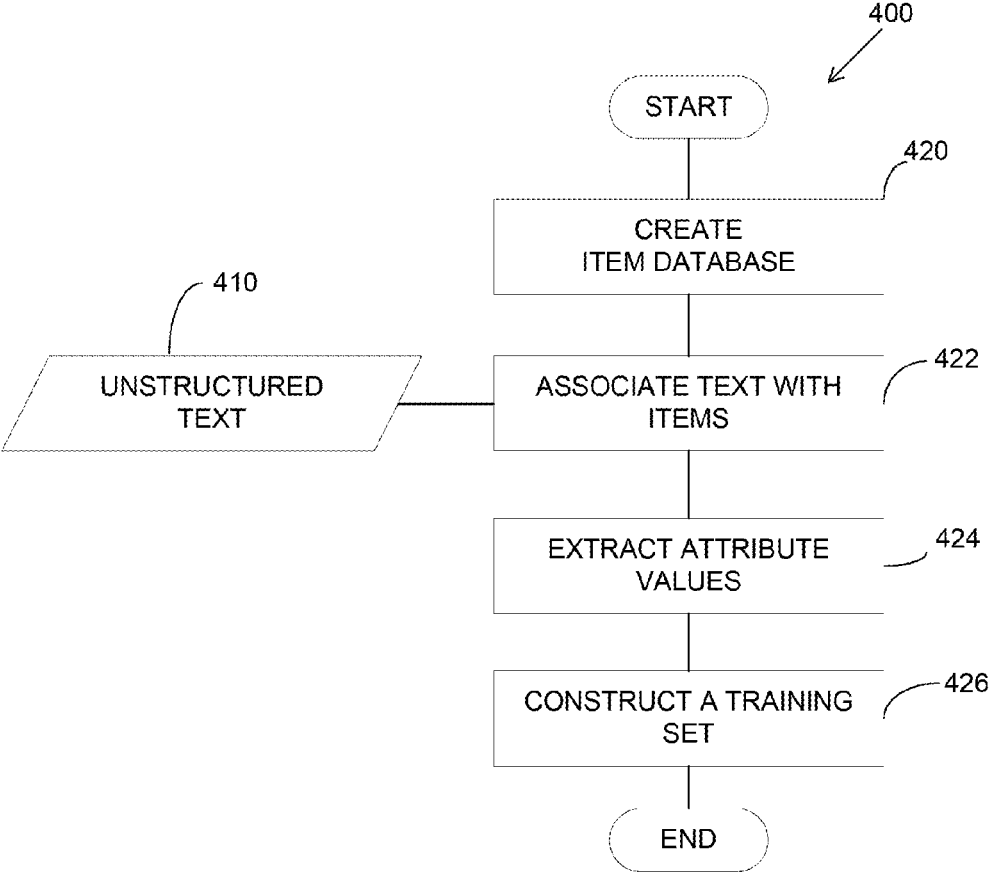 400
START
420
CREATE
ITEM DATABASE
410
UNSTRUCTURED
TEXT
422
ASSOCIATE TEXT WITH
ITEMS
424
EXTRACT ATTRIBUTE
VALUES
426
CONSTRUCT A TRAINING
SET
END